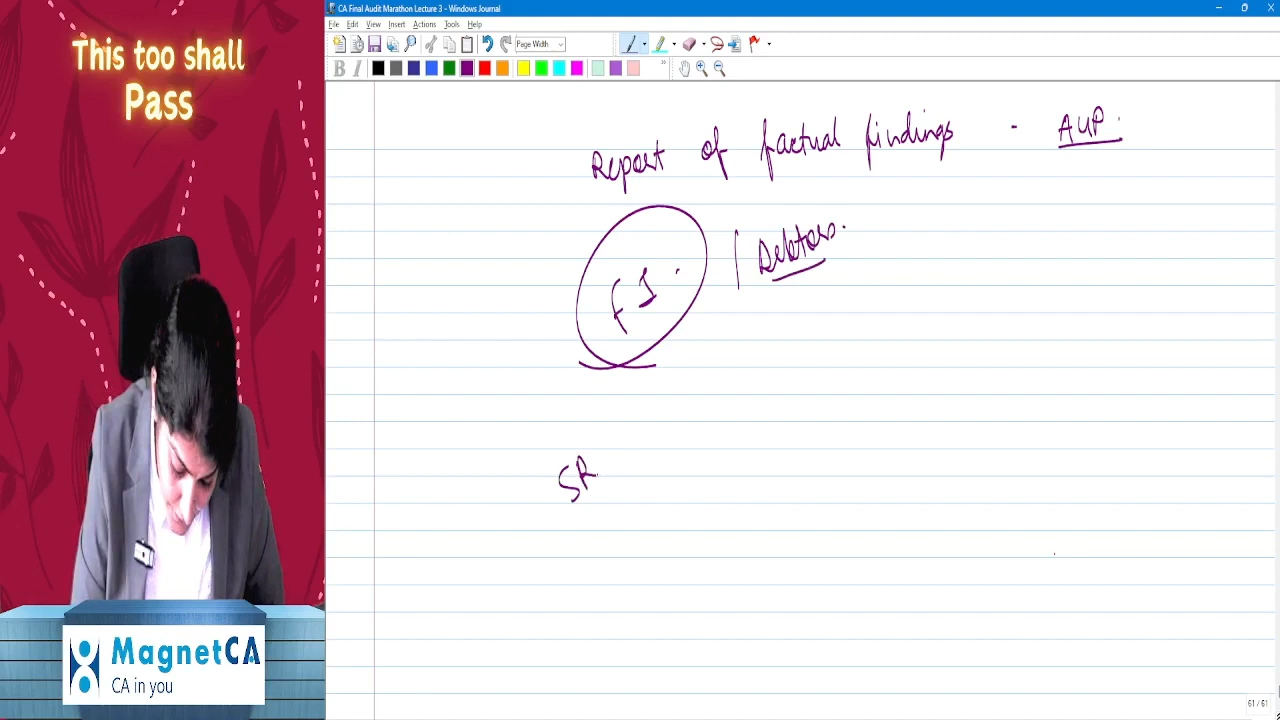 This too shall
Pass
CA Final Audit Marathon Lecture 3 - Windows Journal
File Edit View Insert Actions Tools Help
Page Width
B I
Report of factual findings - AUP.
F I.
Debtors.
SR
MagnetCA
CA in you
61 / 61